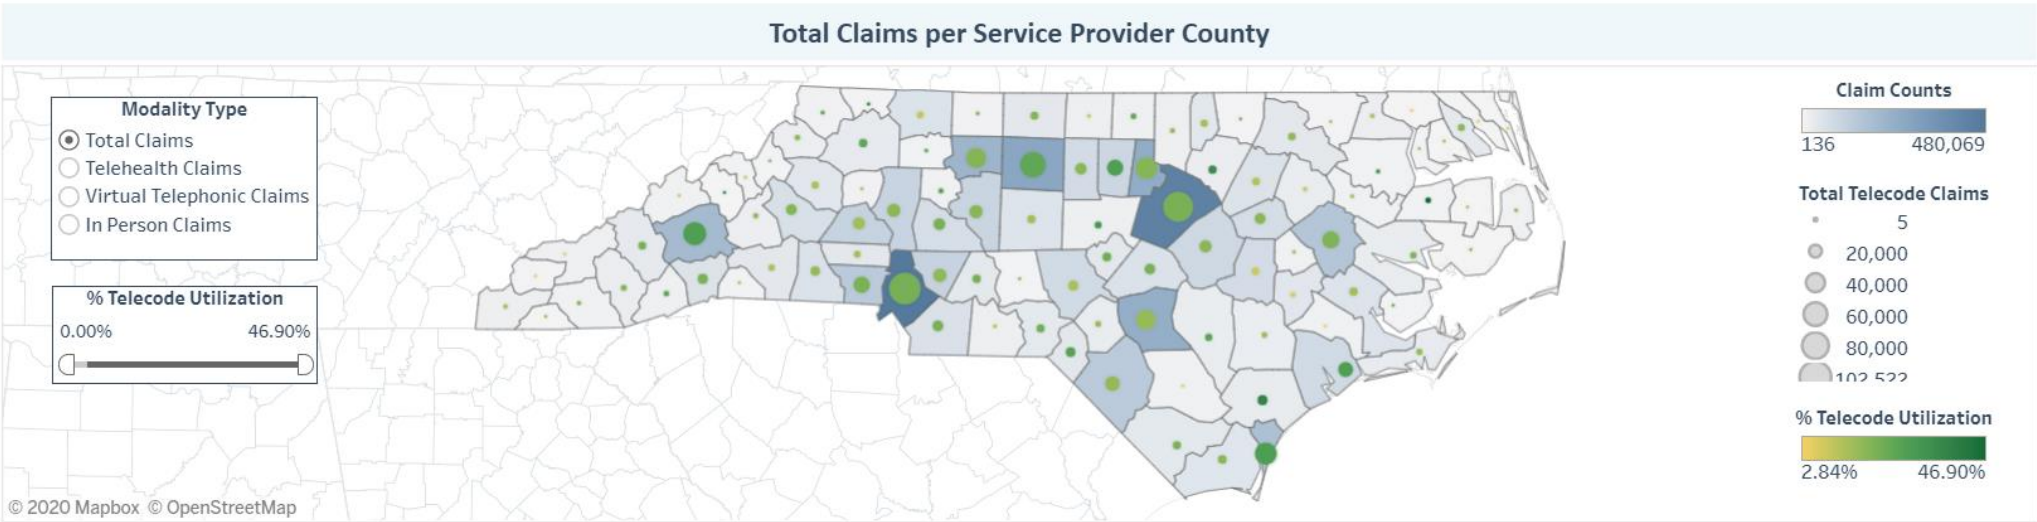 Total Claims per Service Provider County
Modality Type
Total Claims
Telehealth Claims
Virtual Telephonic Claims
In Person Claims
% Telecode Utilization
0.00% 46.90%
Claim Counts
136 480,069
Total Telecode Claims
5
20,000
40,000
60,000
80,000
102,522
% Telecode Utilization
2.84% 46.90%
© 2020 Mapbox © OpenStreetMap